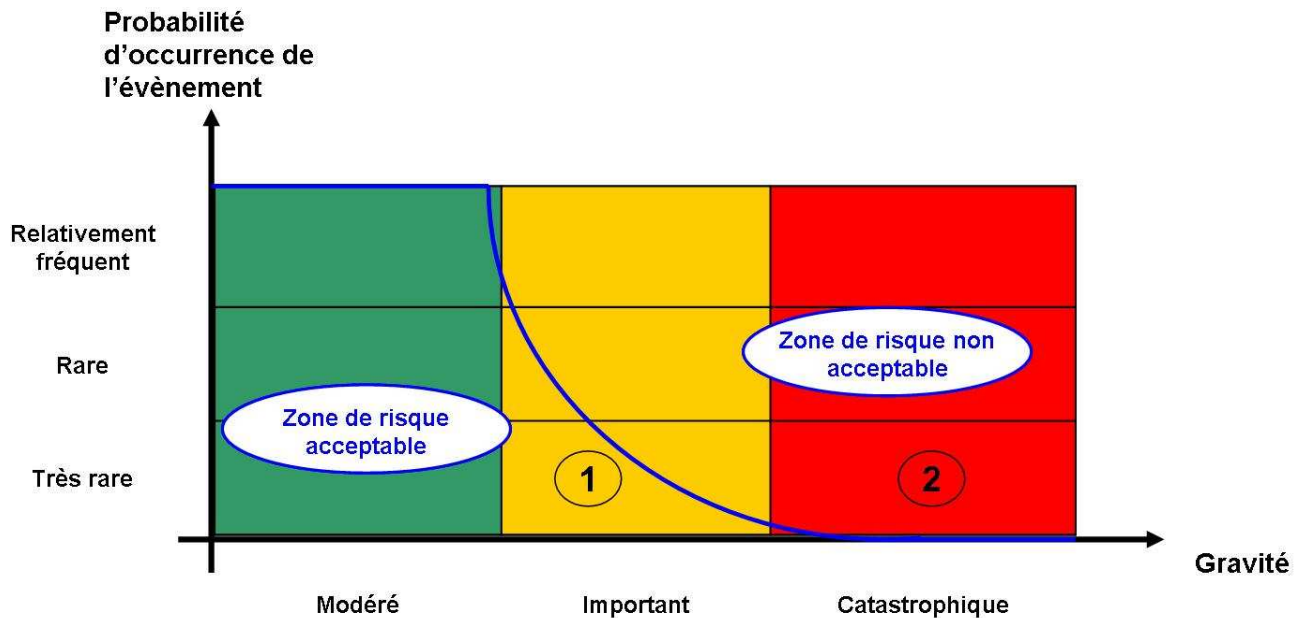 Probabilité
d'occurrence de
l'évènement
Relativement
fréquent
Zone de risque non
acceptable
Rare
Zone de risque
acceptable
Très rare
1
2
Gravité
Modéré
Important
Catastrophique